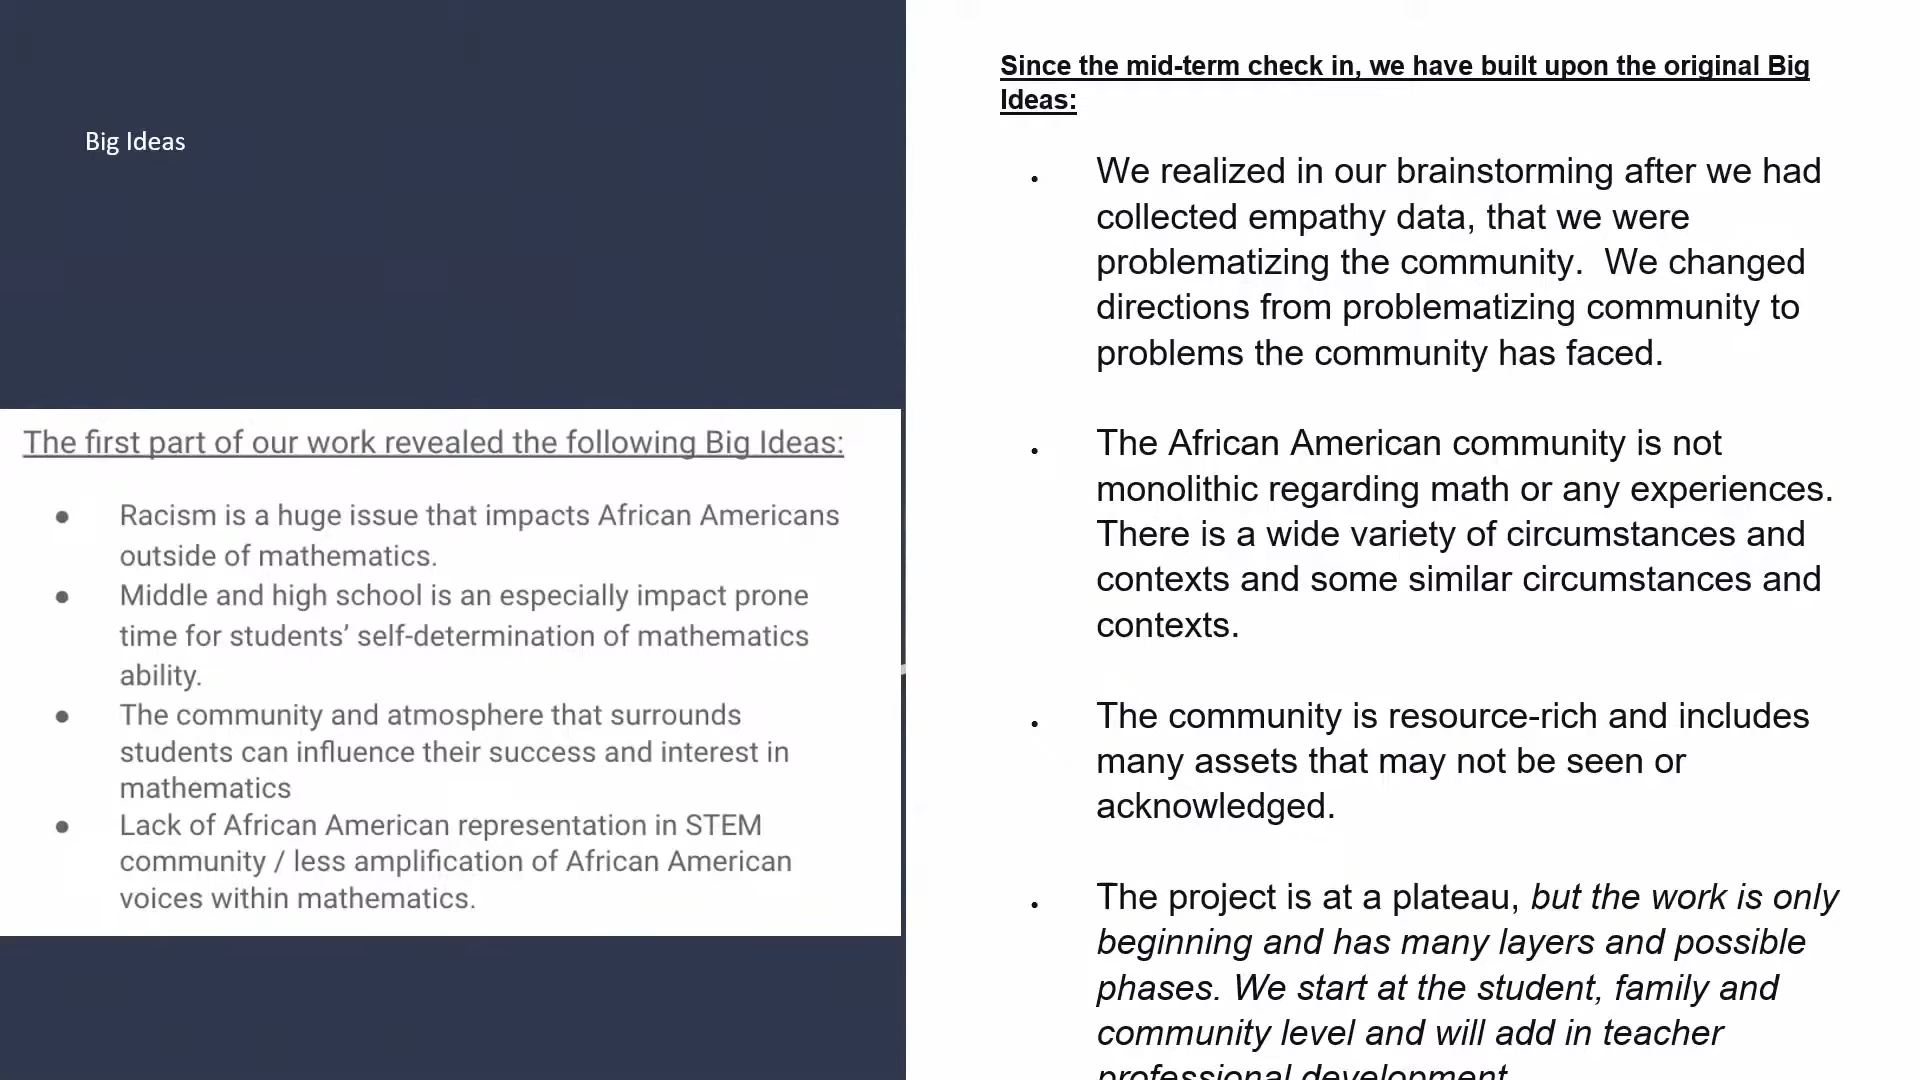 Big Ideas
The first part of our work revealed the following Big Ideas:
● Racism is a huge issue that impacts African Americans
outside of mathematics.
● Middle and high school is an especially impact prone
time for students’ self-determination of mathematics
ability.
● The community and atmosphere that surrounds
students can influence their success and interest in
mathematics
● Lack of African American representation in STEM
community / less amplification of African American
voices within mathematics.
Since the mid-term check in, we have built upon the original Big
Ideas:
• We realized in our brainstorming after we had
collected empathy data, that we were
problematizing the community.  We changed
directions from problematizing community to
problems the community has faced.
• The African American community is not
monolithic regarding math or any experiences.
There is a wide variety of circumstances and
contexts and some similar circumstances and
contexts.
• The community is resource-rich and includes
many assets that may not be seen or
acknowledged.
• The project is at a plateau, but the work is only
beginning and has many layers and possible
phases. We start at the student, family and
community level and will add in teacher
professional development